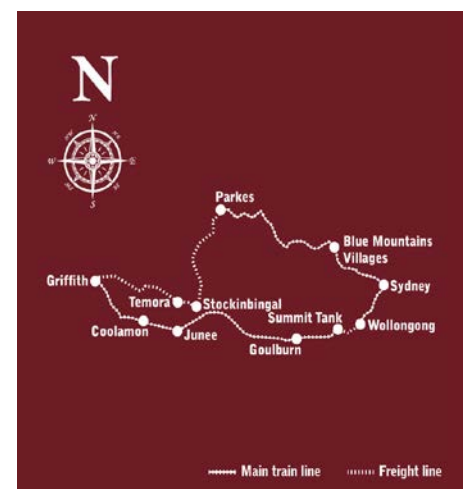 N
N
W
E
S
Parkes
Blue Mountains
Villages
Griffith
Sydney
Temora
Stockinbingal
Summit Tank
Wollongong
Coolamon
Junee
Goulburn
Main train line
Freight line